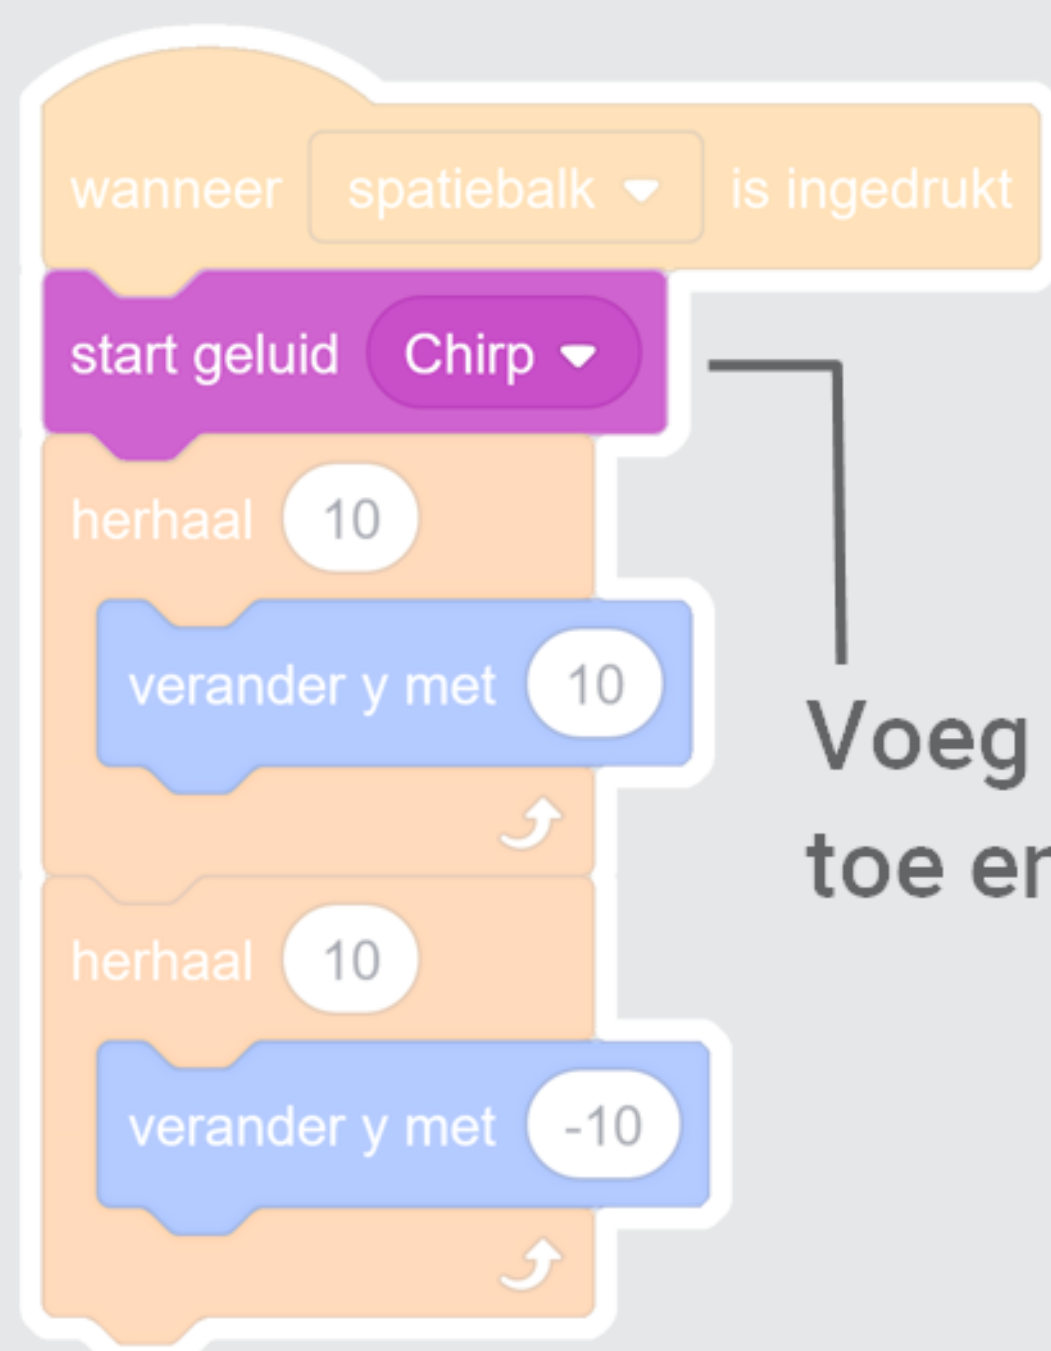 wanneer spatiebalk is ingedrukt
start geluid Chirp
herhaal 10
verander y met 10
Voeg
toe
herhaal 10
verander y met -10